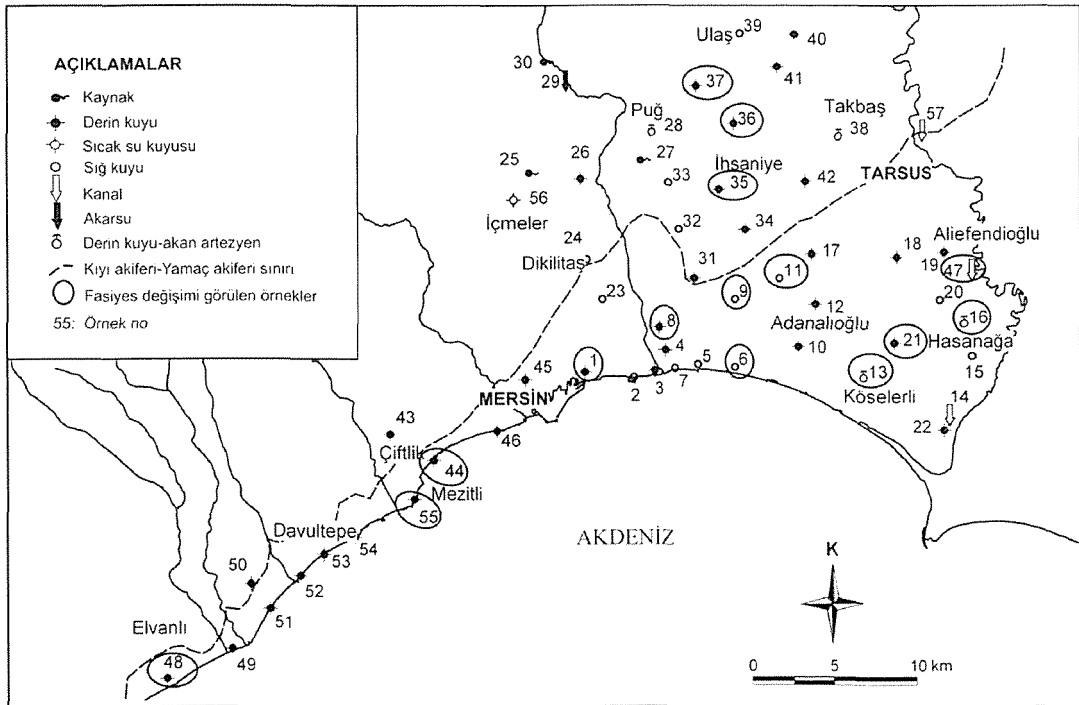 AÇIKLAMALAR
Kaynak
Derin kuyu
Sıcak su kuyusu
Sığ kuyu
Kanal
Akarsu
Derin kuyu-akan artezyen
Kıyı akiferi-Yamaç akiferi sınırı
Fasiyes değişimi görülen örnekler
55: Örnek no
Ulaş
39
40
30
29
41
37
57
36
Takbaş
Puğ
28
38
27
25
26
İhsaniye
TARSUS
33
35
42
56
İçmeler
32
34
24
Dikilitaş
17
18
Aliefendioğlu
19
31
11
47
23
9
20
12
16
8
Adanalıoğlu
Hasanağa
4
10
21
15
45
1
5
6
13
MERSİN
2
3
7
Köselerli
14
43
46
22
Çiftlik
44
Mezitli
55
Davultepe
54
AKDENİZ
53
K
50
52
51
Elvanlı
49
48
0 5 10 km